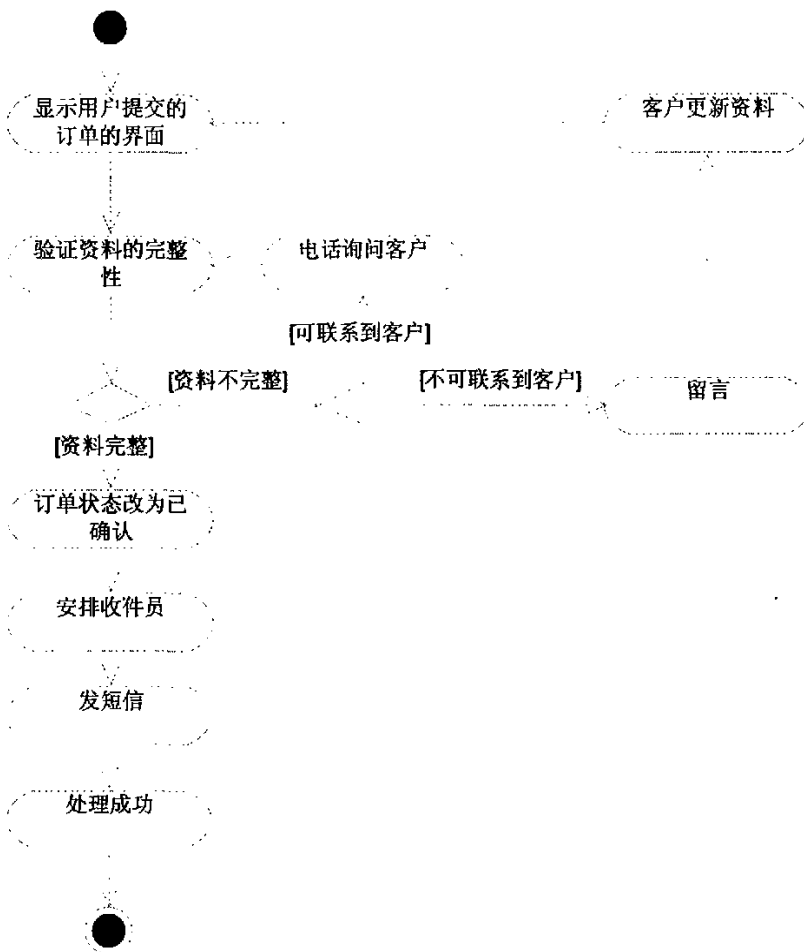 显示用户提交的
订单的界面
客户更新资料
验证资料的完整
性
电话询问客户
[可联系到客户]
[资料不完整]
[不可联系到客户]
留言
[资料完整]
订单状态改为已
确认
安排收件员
发短信
处理成功